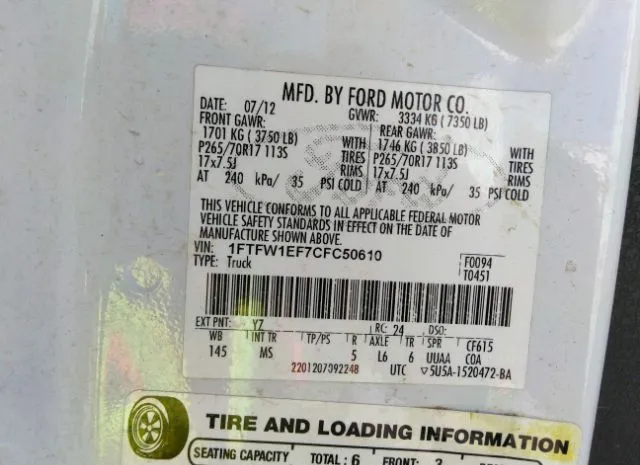 MFD. BY FORD MOTOR CO.
DATE: 07/12 GVWR: 3334 KG ( 7350 LB)
FRONT GAWR: REAR GAWR:
1701 KG ( 3750 LB) WITH 1746 KG ( 3850 LB) WITH
P265/70R17 113S TIRES P265/70R17 113S TIRES
17x7.5J RIMS 17x7.5J RIMS
AT 240 kPa/ 35 PSI COLD AT 240 kPa/ 35 PSI COLD
THIS VEHICLE CONFORMS TO ALL APPLICABLE FEDERAL MOTOR
VEHICLE SAFETY STANDARDS IN EFFECT ON THE DATE OF
MANUFACTURE SHOWN ABOVE.
VIN: 1FTFW1EF7CFC50610 F0094
TYPE: Truck T0451
EXT PNT: YZ RC: 24 DSO:
WB INT TR TP/PS R AXLE TR SPR CF615
145 MS 5 L6 6 UUAA COA
2201207092248 UTC ▽5U5A-1520472-BA
TIRE AND LOADING INFORMATION
SEATING CAPACITY TOTAL : 6 FRONT: